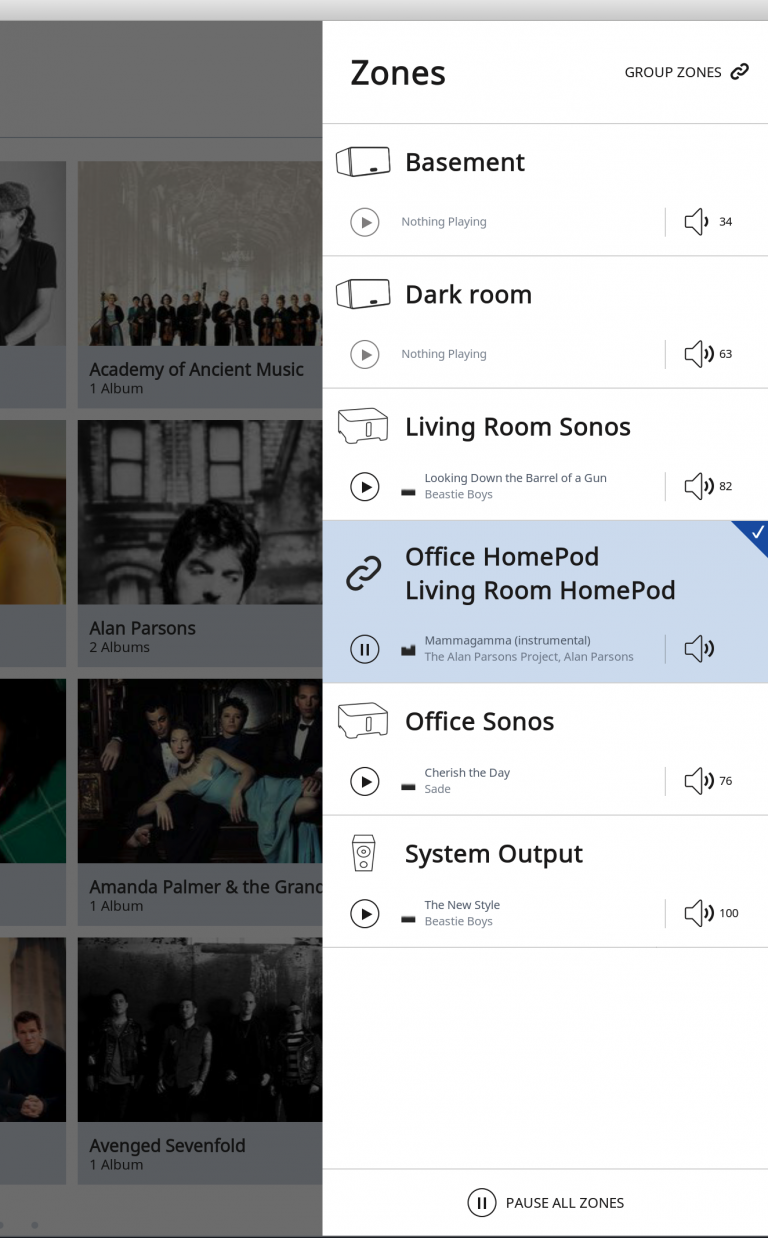 Zones
GROUP ZONES
Basement
Nothing Playing
34
Dark room
Nothing Playing
63
Living Room Sonos
Looking Down the Barrel of a Gun
Beastie Boys
82
Office HomePod
Living Room HomePod
Mammagamma (instrumental)
The Alan Parsons Project, Alan Parsons
Office Sonos
Cherish the Day
Sade
76
System Output
The New Style
Beastie Boys
100
PAUSE ALL ZONES
Academy of Ancient Music
1 Album
Alan Parsons
2 Albums
Amanda Palmer & the Grand
1 Album
Avenged Sevenfold
1 Album